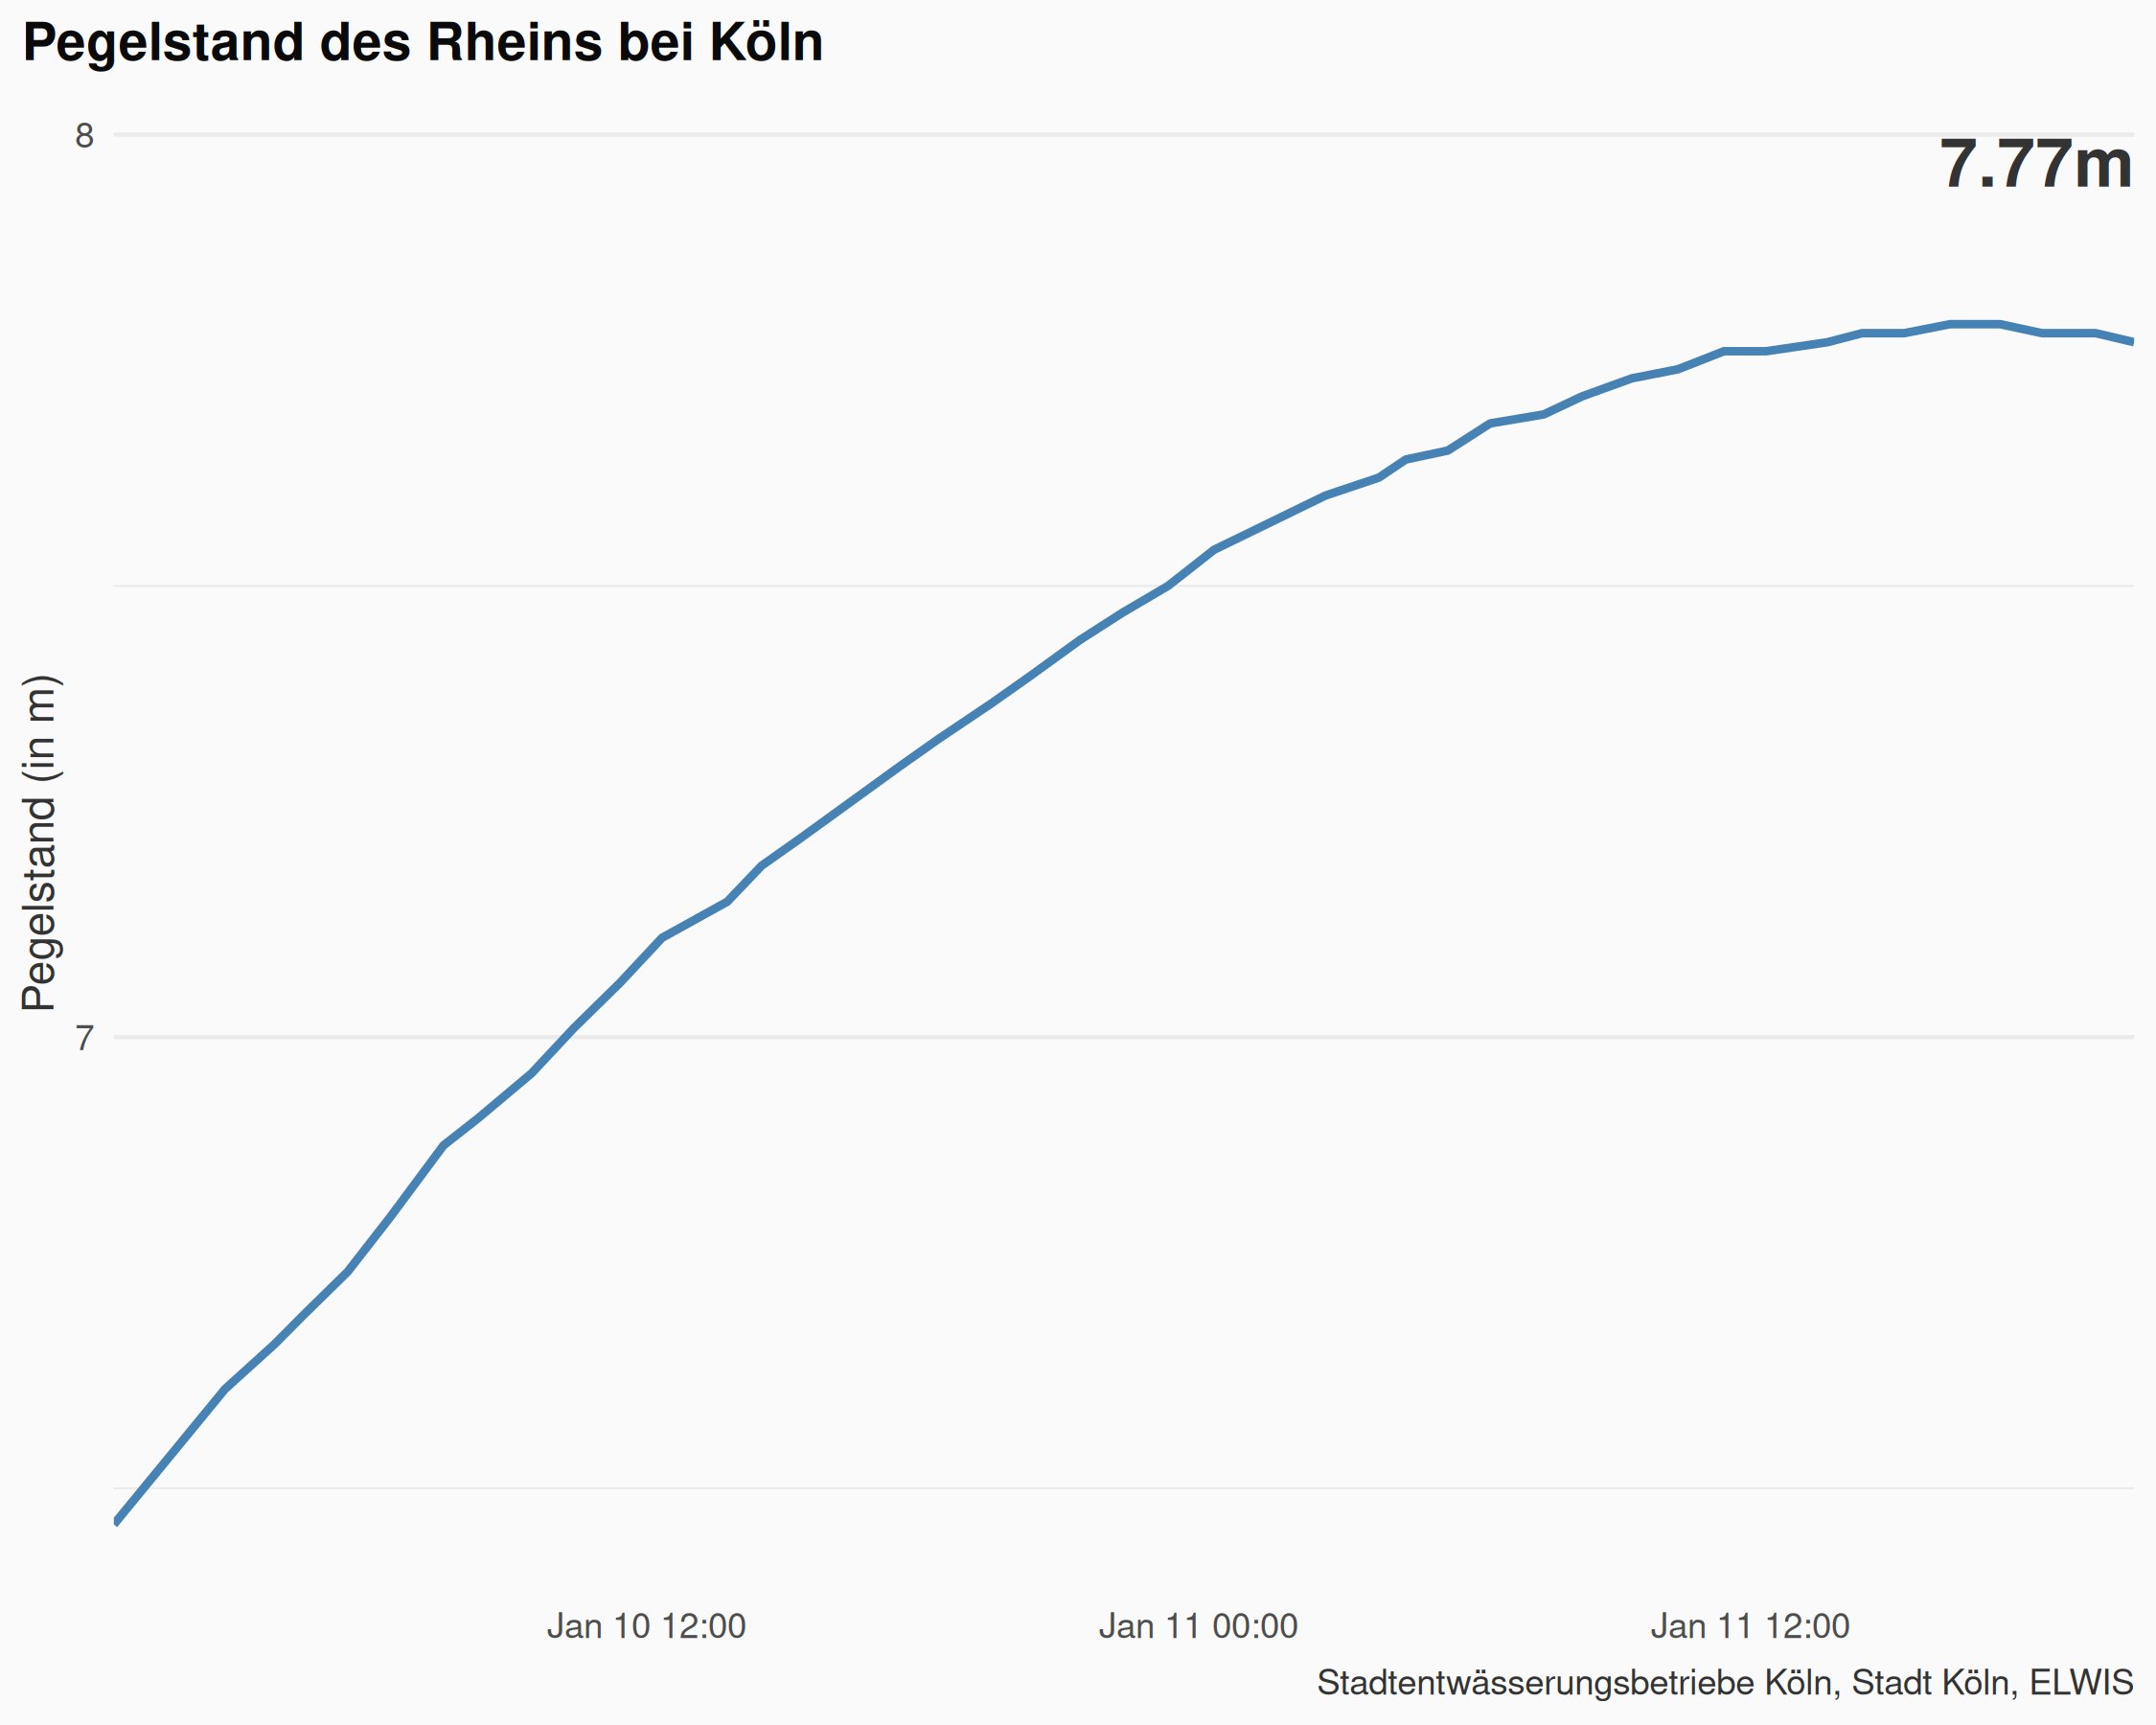 Pegelstand des Rheins bei Köln
8
7.77m
Pegelstand (in m)
7
Jan 10 12:00
Jan 11 00:00
Jan 11 12:00
Stadtentwässerungsbetriebe Köln, Stadt Köln, ELWIS